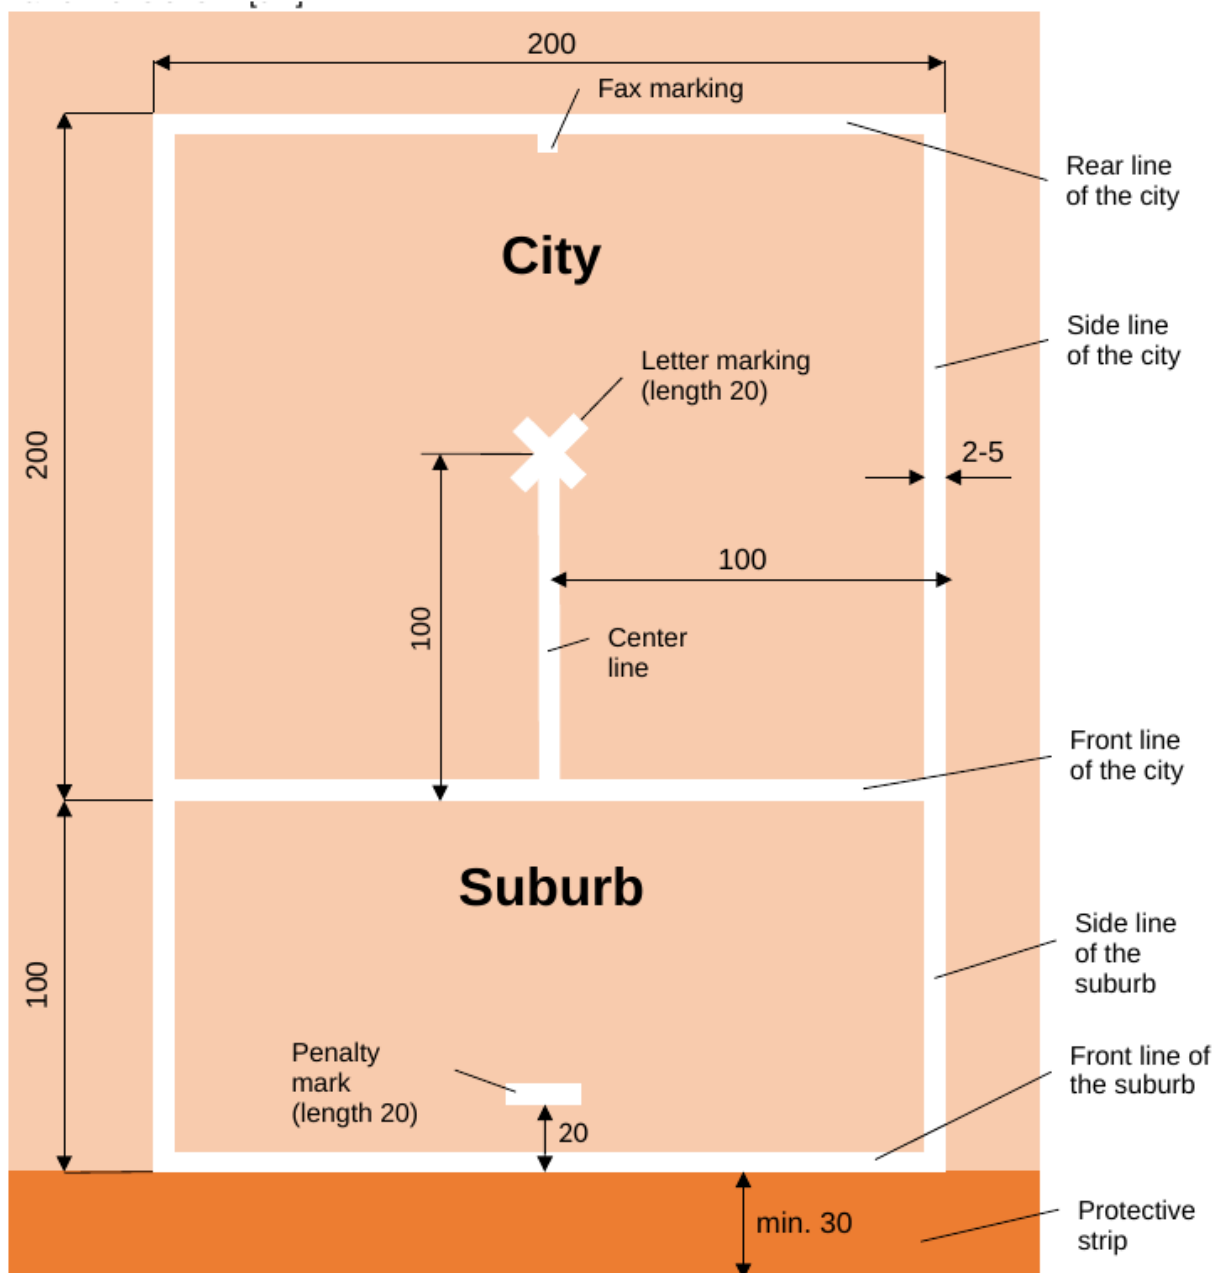 200
Fax marking
Rear line
of the city
City
Side line
of the city
Letter marking
(length 20)
200
2-5
100
100
Center
line
Front line
of the city
Suburb
Side line
of the
suburb
100
Penalty
mark
(length 20)
Front line of
the suburb
20
Protective
strip
min. 30